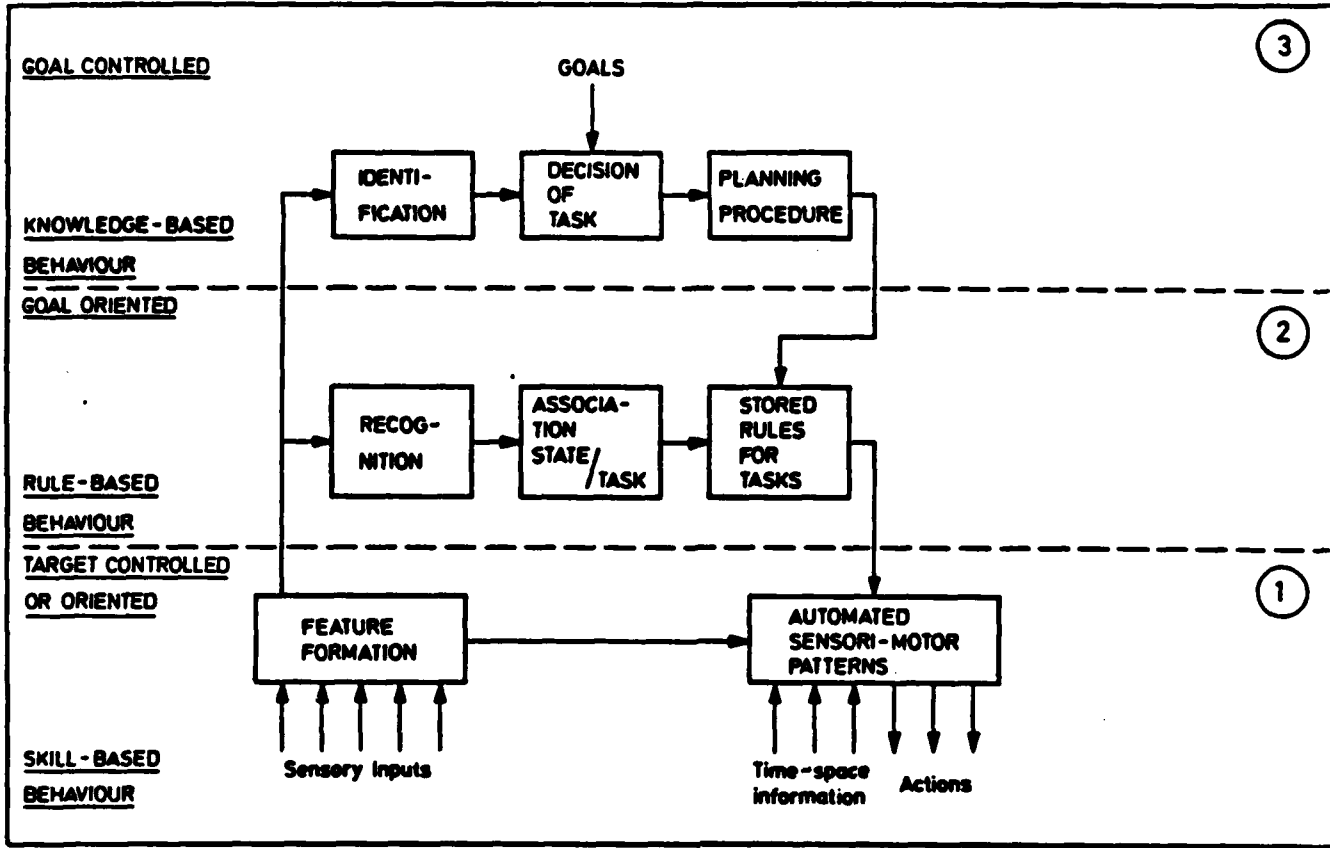 3
GOAL CONTROLLED
GOALS
IDENTI-
FICATION
DECISION
OF
TASK
PLANNING
PROCEDURE
KNOWLEDGE-BASED
BEHAVIOUR
GOAL ORIENTED
2
RECOG-
NITION
ASSOCIA-
TION
STATE/
TASK
STORED
RULES
FOR
TASKS
RULE-BASED
BEHAVIOUR
TARGET CONTROLLED
OR ORIENTED
1
FEATURE
FORMATION
AUTOMATED
SENSORI-MOTOR
PATTERNS
SKILL-BASED
BEHAVIOUR
Sensory Inputs
Time-space
information
Actions